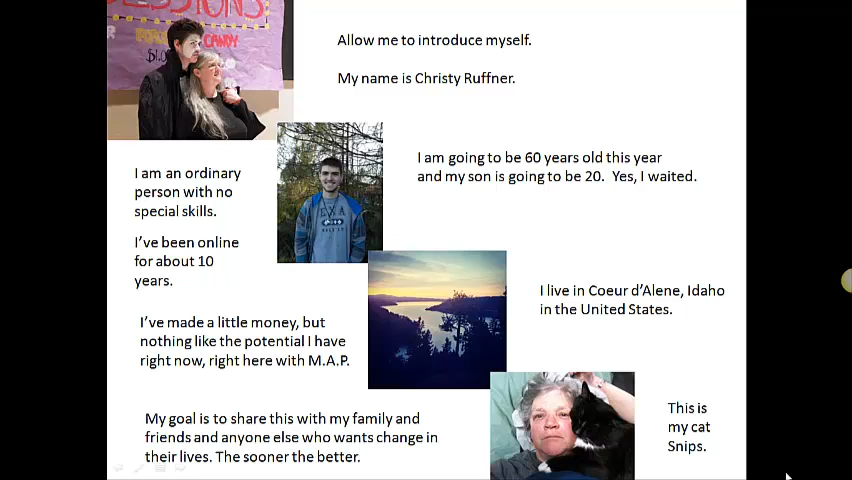 ESSIONS
CANDY
Allow me to introduce myself.
My name is Christy Ruffner.
I am going to be 60 years old this year
and my son is going to be 20.  Yes, I waited.
I am an ordinary
person with no
special skills.
I've been online
for about 10
years.
I live in Coeur d'Alene, Idaho
in the United States.
I've made a little money, but
nothing like the potential I have
right now, right here with M.A.P.
My goal is to share this with my family and
friends and anyone else who wants change in
their lives. The sooner the better.
This is
my cat
Snips.